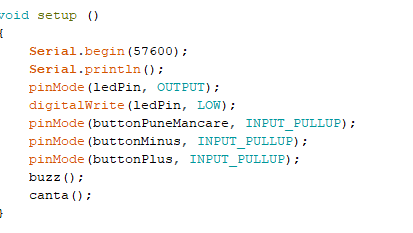 void setup ()
{
Serial.begin(57600);
Serial.println();
pinMode(ledPin, OUTPUT);
digitalWrite(ledPin, LOW);
pinMode(buttonPuneMancare, INPUT_PULLUP);
pinMode(buttonMinus, INPUT_PULLUP);
pinMode(buttonPlus, INPUT_PULLUP);
buzz();
canta();
}